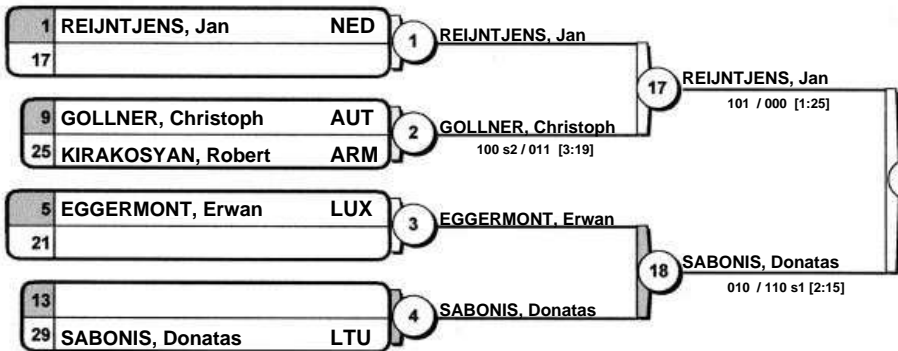 1 REIJNTJENS, Jan NED
17
1
REIJNTJENS, Jan
17
REIJNTJENS, Jan
101 / 000 [1:25]
9 GOLLNER, Christoph AUT
25 KIRAKOSYAN, Robert ARM
2
GOLLNER, Christoph
100 s2 / 011 [3:19]
5 EGGERMONT, Erwan LUX
21
3
EGGERMONT, Erwan
18
SABONIS, Donatas
010 / 110 s1 [2:15]
13
29 SABONIS, Donatas LTU
4
SABONIS, Donatas